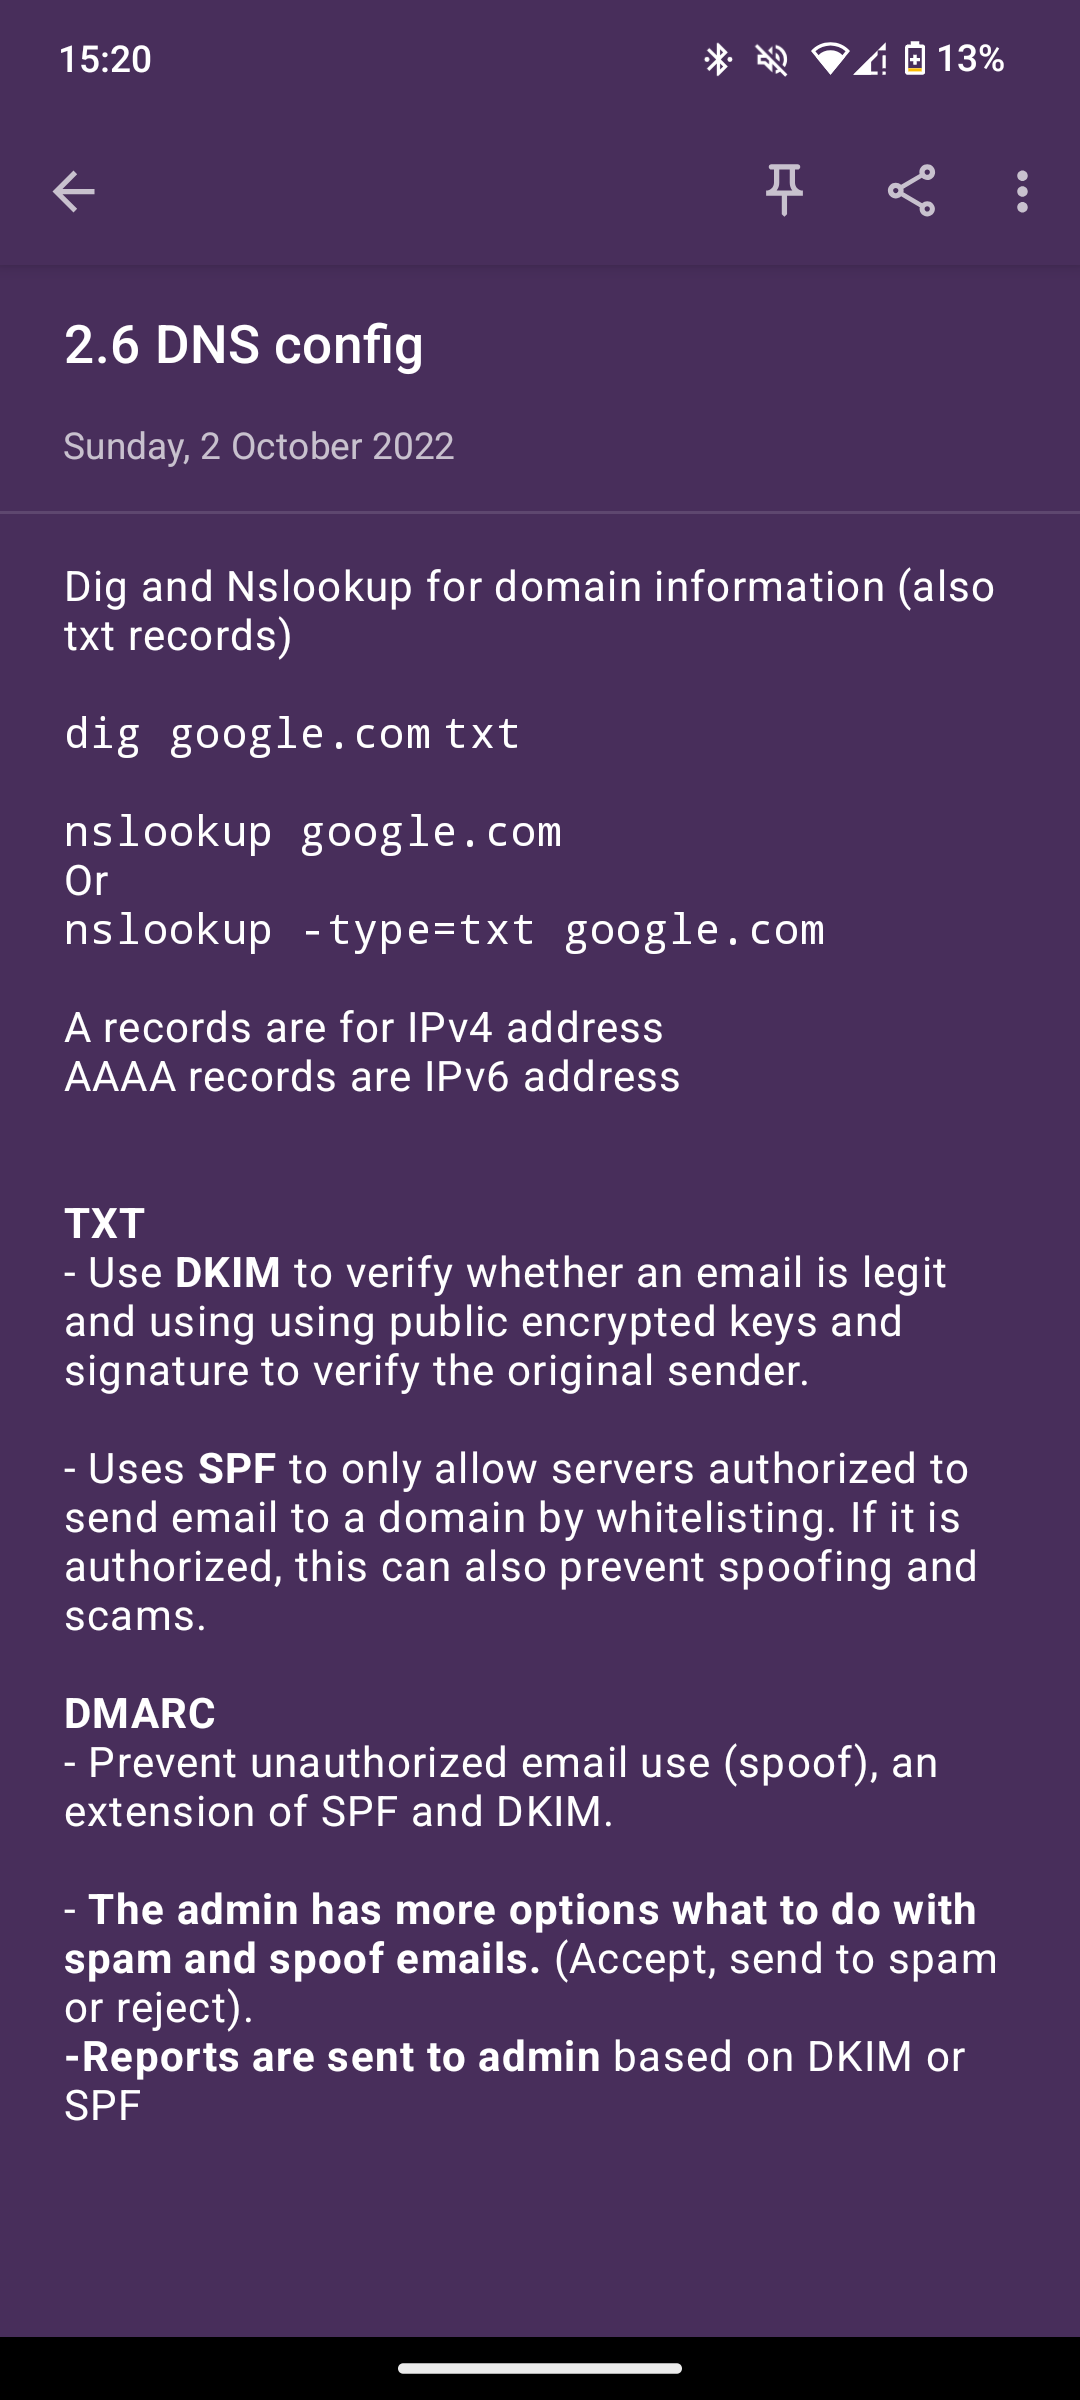 15:20
13%
2.6 DNS config
Sunday, 2 October 2022
Dig and Nslookup for domain information (also
txt records)
dig google.com txt
nslookup google.com
Or
nslookup -type=txt google.com
A records are for IPv4 address
AAAA records are IPv6 address
TXT
- Use DKIM to verify whether an email is legit
and using using public encrypted keys and
signature to verify the original sender.
- Uses SPF to only allow servers authorized to
send email to a domain by whitelisting. If it is
authorized, this can also prevent spoofing and
scams.
DMARC
- Prevent unauthorized email use (spoof), an
extension of SPF and DKIM.
- The admin has more options what to do with
spam and spoof emails. (Accept, send to spam
or reject).
-Reports are sent to admin based on DKIM or
SPF